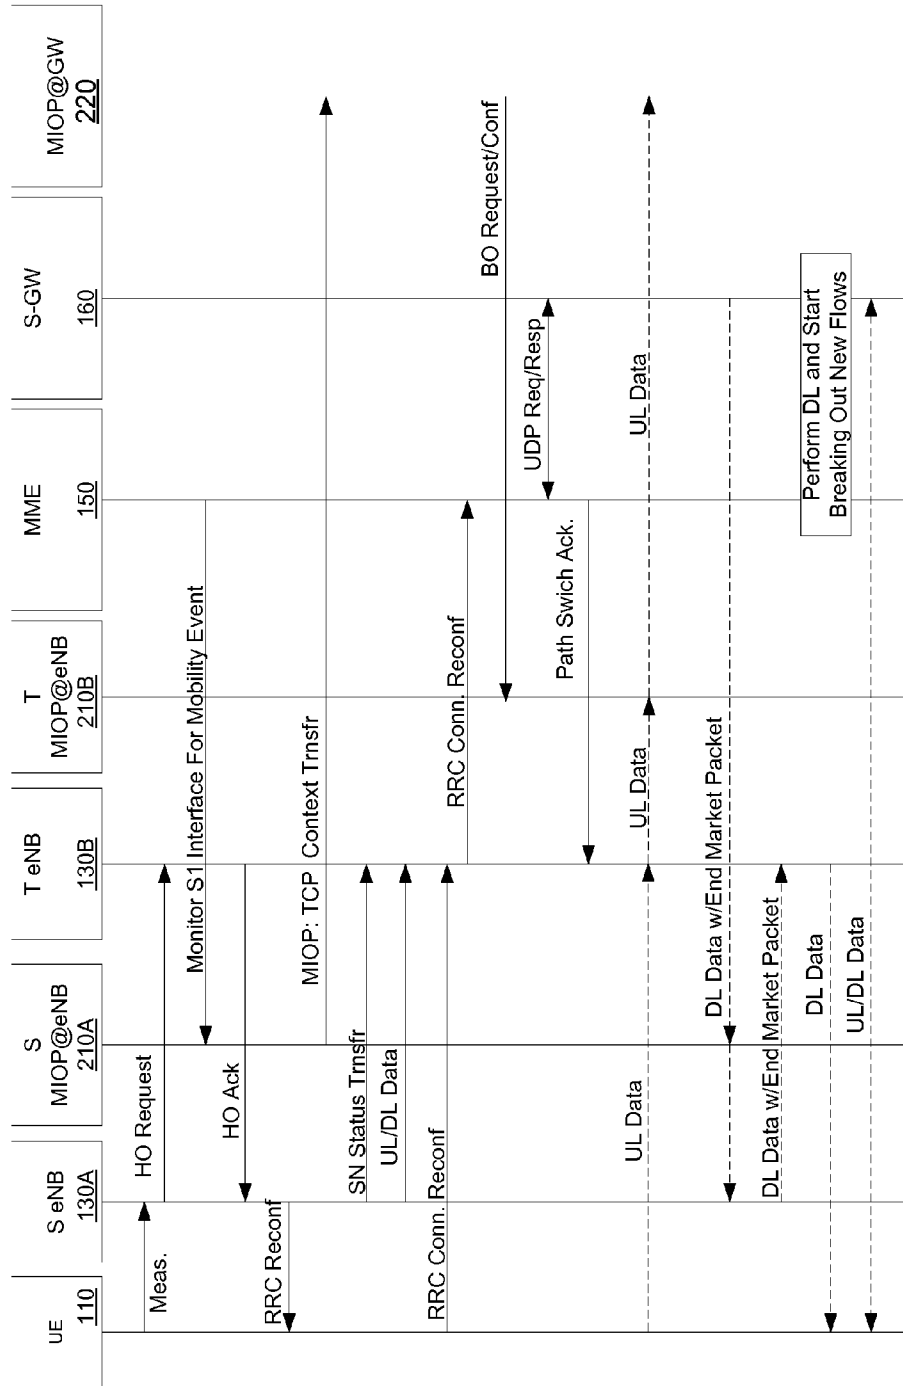 UE
110
S eNB
130A
S
MIOP@eNB
210A
T eNB
130B
T
MIOP@eNB
210B
MME
150
S-GW
160
MIOP@GW
220
Meas.
HO Request
Monitor S1 Interface For Mobility Event
HO Ack
RRC Reconf
MIOP: TCP Context Trnsfr
SN Status Trnsfr
UL/DL Data
RRC Conn. Reconf
RRC Conn. Reconf
BO Request/Conf
UDP Req/Resp
Path Swich Ack.
UL Data
UL Data
UL Data
DL Data w/End Market Packet
DL Data w/End Market Packet
DL Data
Perform DL and Start
Breaking Out New Flows
UL/DL Data